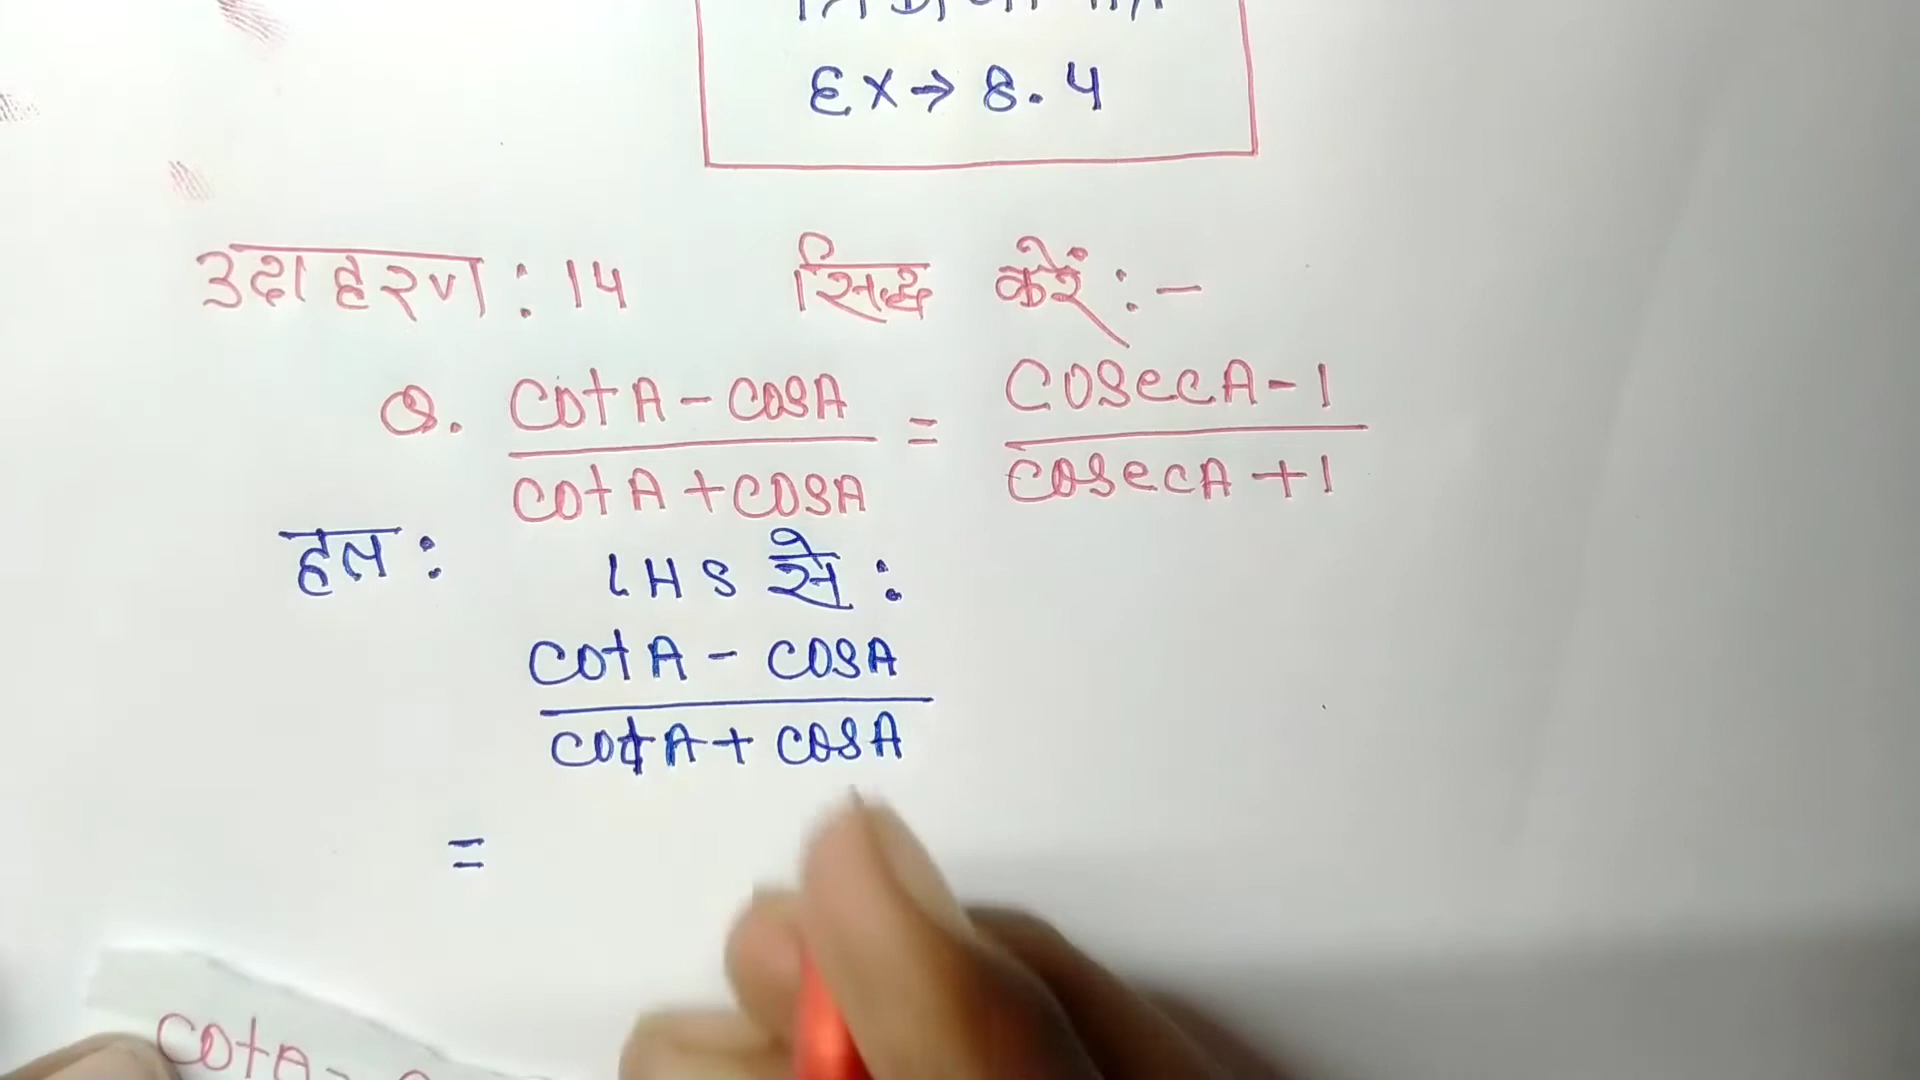 Ex→ 8.4
उदाहरण : 14 सिद्ध करें :-
Q. cotA - cosA / cotA + cosA = cosecA - 1 / cosecA + 1
हल : LHS से :
cotA - cosA
cotA + cosA
=
cotA